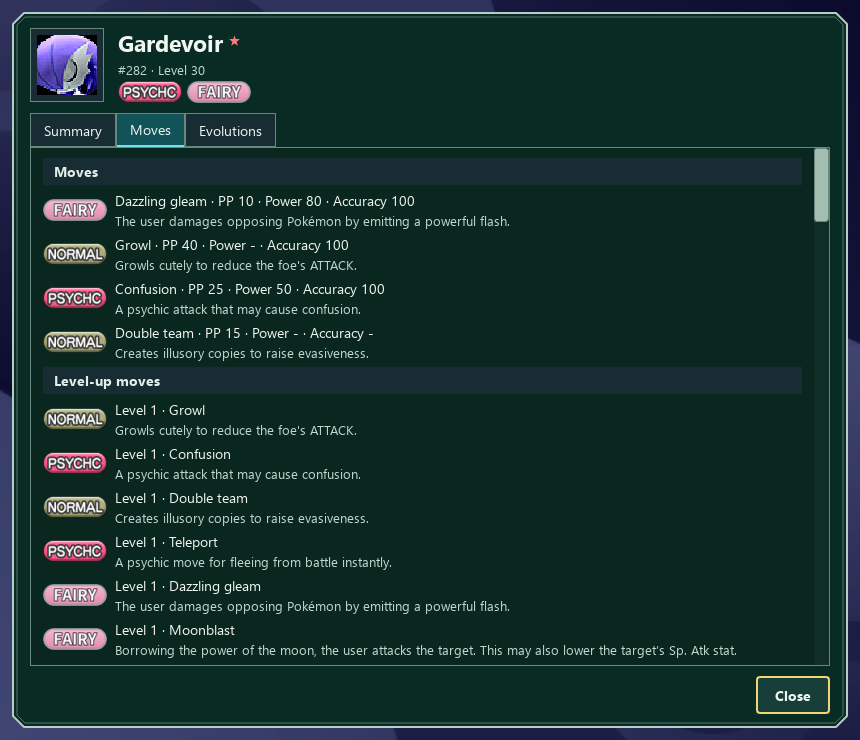 Gardevoir
#282 · Level 30
PSYCHC FAIRY
Summary Moves Evolutions
Moves
FAIRY Dazzling gleam · PP 10 · Power 80 · Accuracy 100
The user damages opposing Pokémon by emitting a powerful flash.
NORMAL Growl · PP 40 · Power - · Accuracy 100
Growls cutely to reduce the foe's ATTACK.
PSYCHC Confusion · PP 25 · Power 50 · Accuracy 100
A psychic attack that may cause confusion.
NORMAL Double team · PP 15 · Power - · Accuracy -
Creates illusory copies to raise evasiveness.
Level-up moves
NORMAL Level 1 · Growl
Growls cutely to reduce the foe's ATTACK.
PSYCHC Level 1 · Confusion
A psychic attack that may cause confusion.
NORMAL Level 1 · Double team
Creates illusory copies to raise evasiveness.
PSYCHC Level 1 · Teleport
A psychic move for fleeing from battle instantly.
FAIRY Level 1 · Dazzling gleam
The user damages opposing Pokémon by emitting a powerful flash.
FAIRY Level 1 · Moonblast
Borrowing the power of the moon, the user attacks the target. This may also lower the target's Sp. Atk stat.
Close